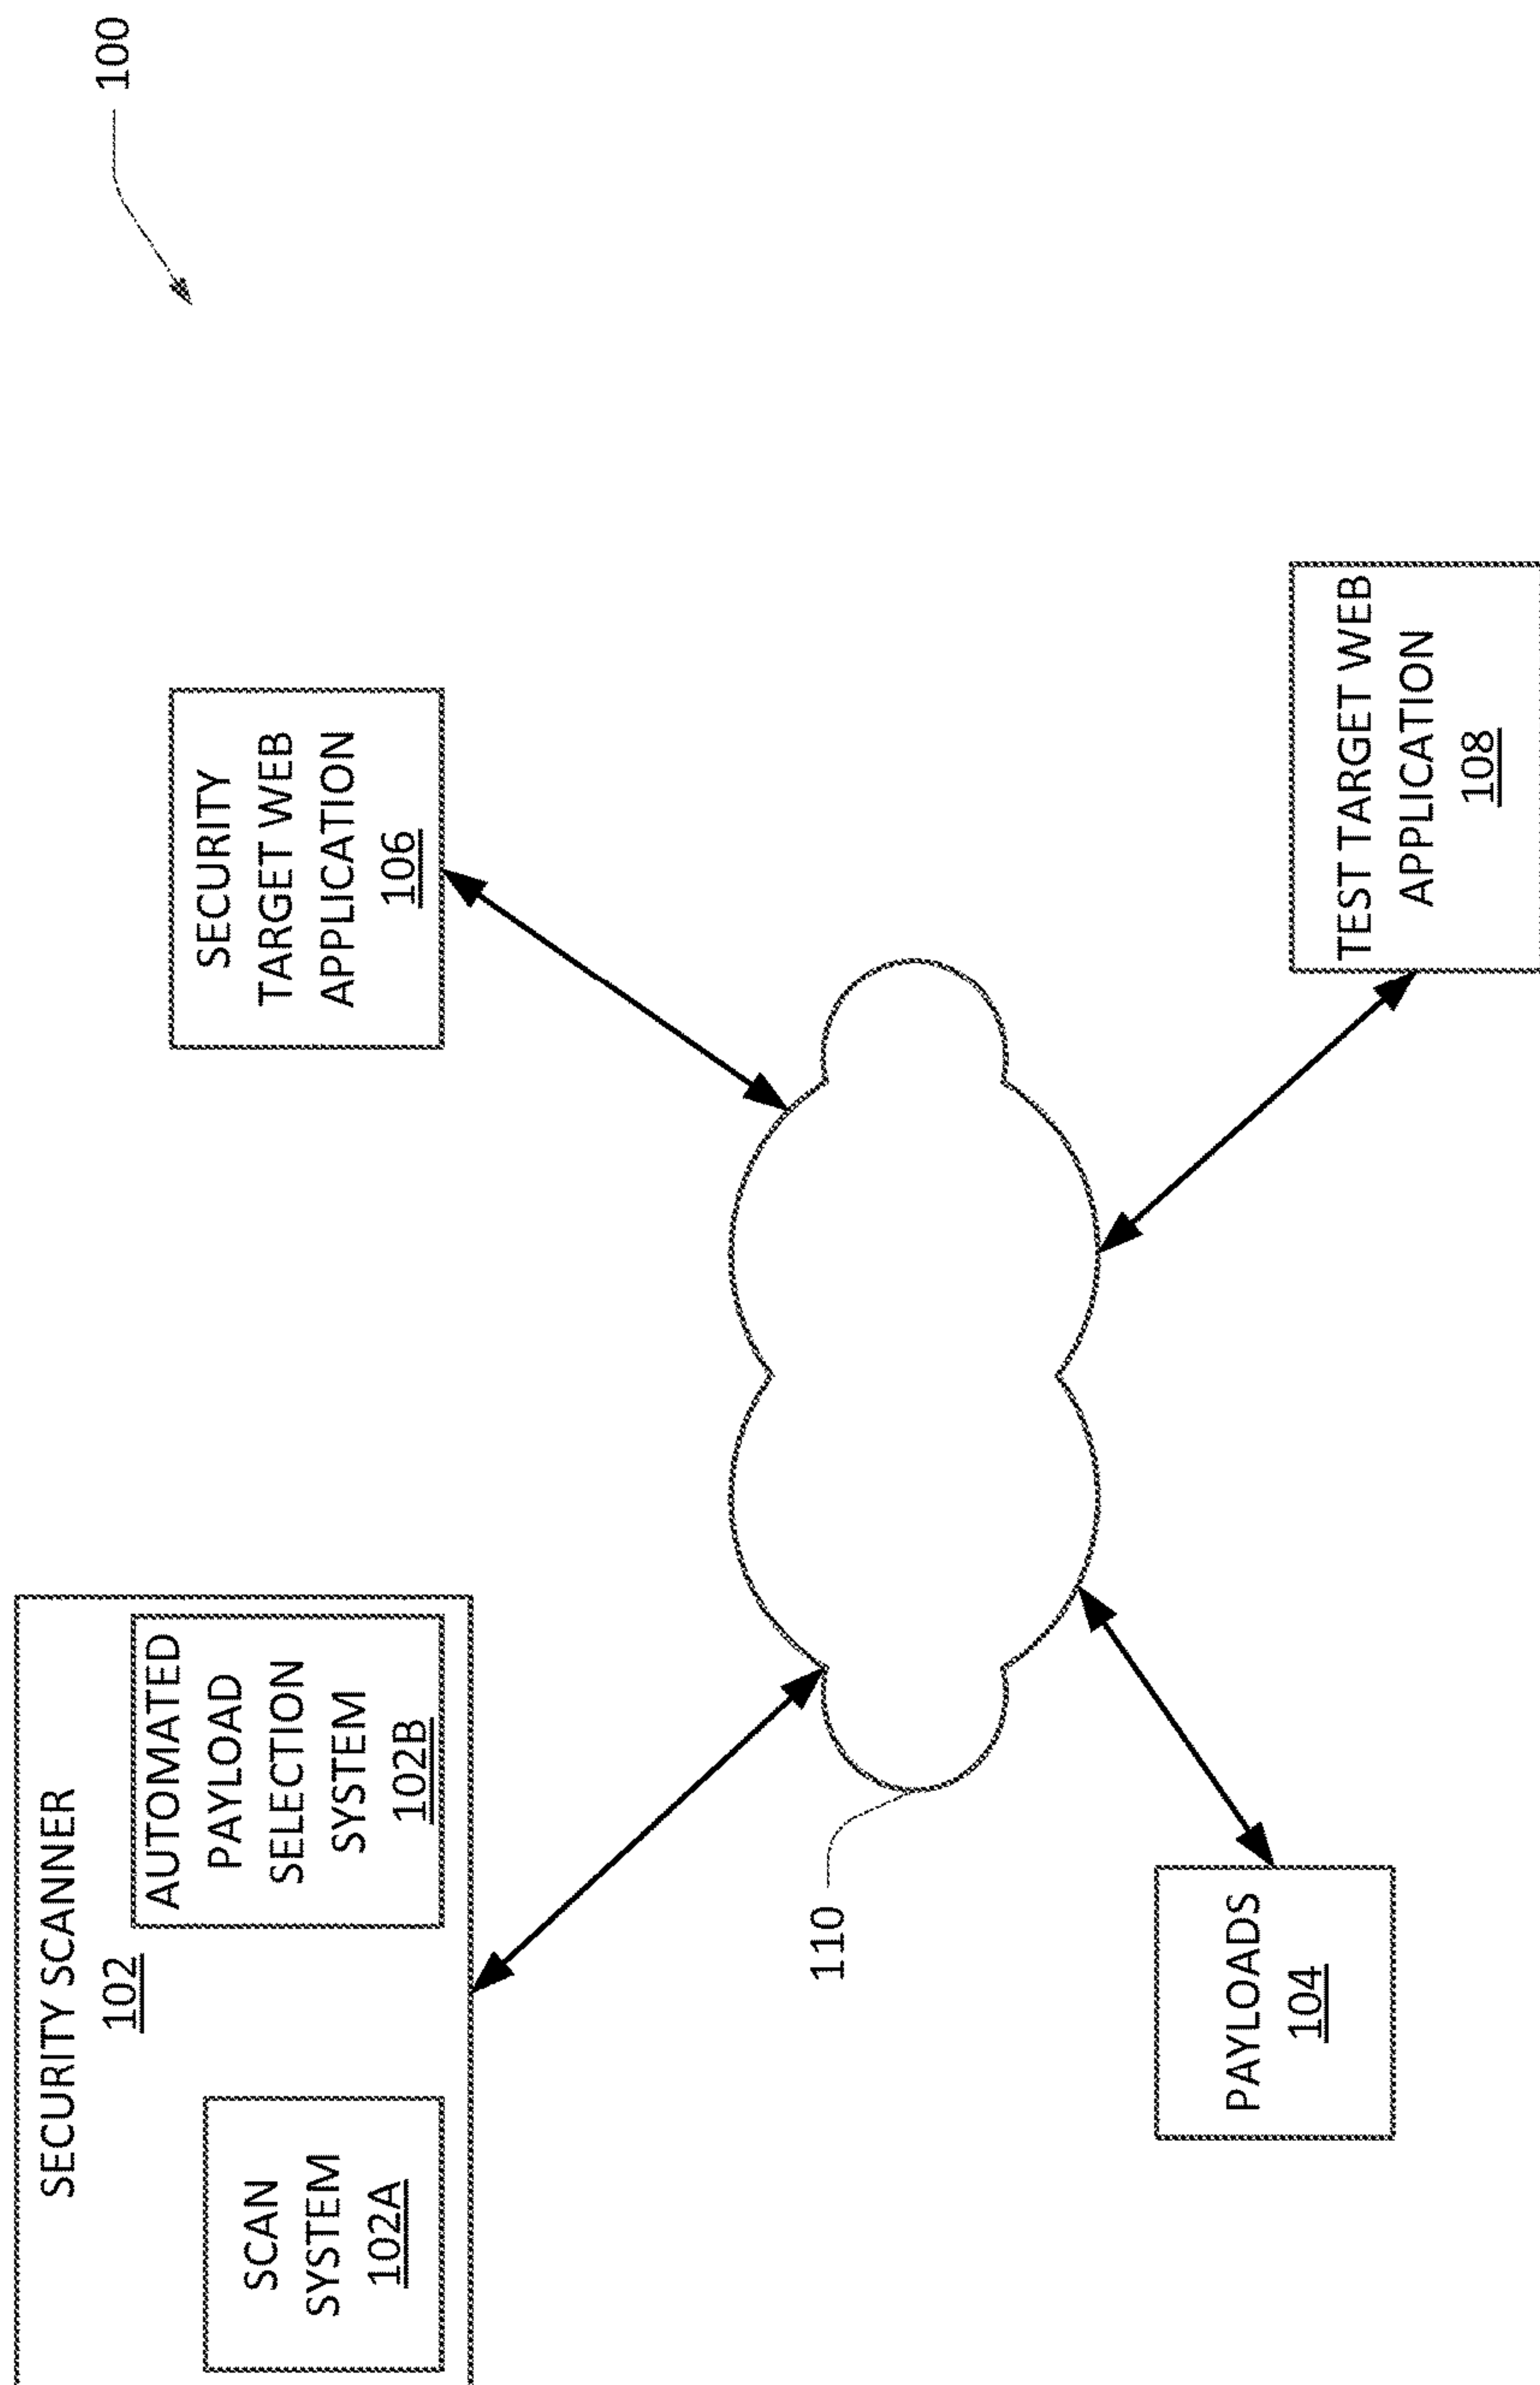 100
SECURITY SCANNER
102
SCAN
SYSTEM
102A
AUTOMATED
PAYLOAD
SELECTION
SYSTEM
102B
SECURITY
TARGET WEB
APPLICATION
106
110
PAYLOADS
104
TEST TARGET WEB
APPLICATION
108